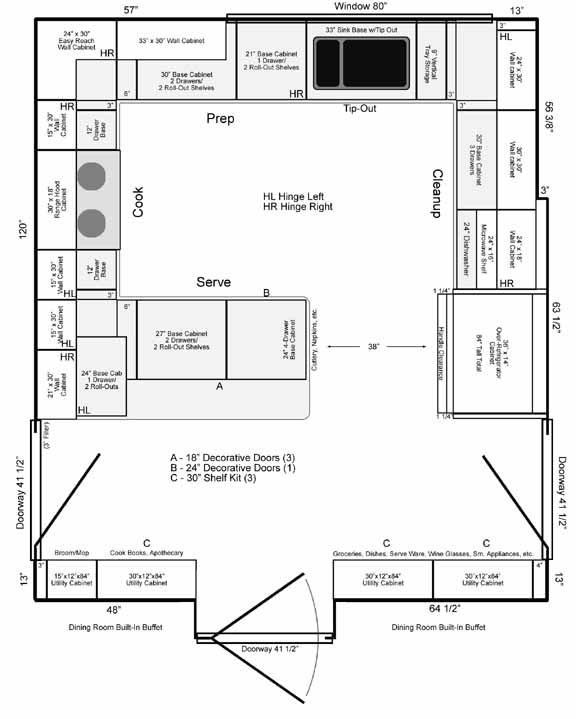 57"
Window 80"
13"
24" x 30"
Easy Reach
Wall Cabinet
HR
33" x 30" Wall Cabinet
30" Base Cabinet
2 Drawers/
2 Roll-Out Shelves
21" Base Cabinet
1 Drawer/
2 Roll-Out Shelves
HR
33" Sink Base w/Tip Out
9" Vertical
Tray Storage
3"
HL
24" x 30"
Wall cabinet
6"
3"
Tip-Out
3"
56 3/8"
HR
15" x 30"
Wall
Cabinet
12"
Drawer
Base
Prep
30" Base Cabinet
3 Drawers
30" x 30"
Wall cabinet
30" x 18"
Range Hood
Cabinet
Cook
HL Hinge Left
HR Hinge Right
Cleanup
3"
120"
24" Dishwasher
24" x 16"
Microwave Shelf
24" x 18"
Wall Cabinet
HR
15" x 30"
Wall Cabinet
HL
12"
Drawer
Base
3"
Serve
B
1 1/4"
63 1/2"
15" x 30"
Wall Cabinet
HL
6"
27" Base Cabinet
2 Drawers/
2 Roll-Out Shelves
24" 4-Drawer
Base Cabinet
Cutlery, Napkins, etc.
38"
Handle Clearance
36" x 14"
Over-Refrigerator
Cabinet
84" Tall Total
HR
21" x 30"
Wall
Cabinet
24" Base Cab
1 Drawer/
2 Roll-Outs
HL
A
1 1/4"
(3" Fillers)
Doorway 41 1/2"
A - 18" Decorative Doors (3)
B - 24" Decorative Doors (1)
C - 30" Shelf Kit (3)
Doorway 41 1/2"
Broom/Mop
C
Cook Books, Apothecary
C
C
Groceries, Dishes, Serve Ware, Wine Glasses, Sm. Appliances, etc.
13"
3"
15"x12"x84"
Utility Cabinet
30"x12"x84"
Utility Cabinet
30"x12"x84"
Utility Cabinet
30"x12"x84"
Utility Cabinet
4"
13"
48"
64 1/2"
Dining Room Built-In Buffet
Doorway 41 1/2"
Dining Room Built-In Buffet